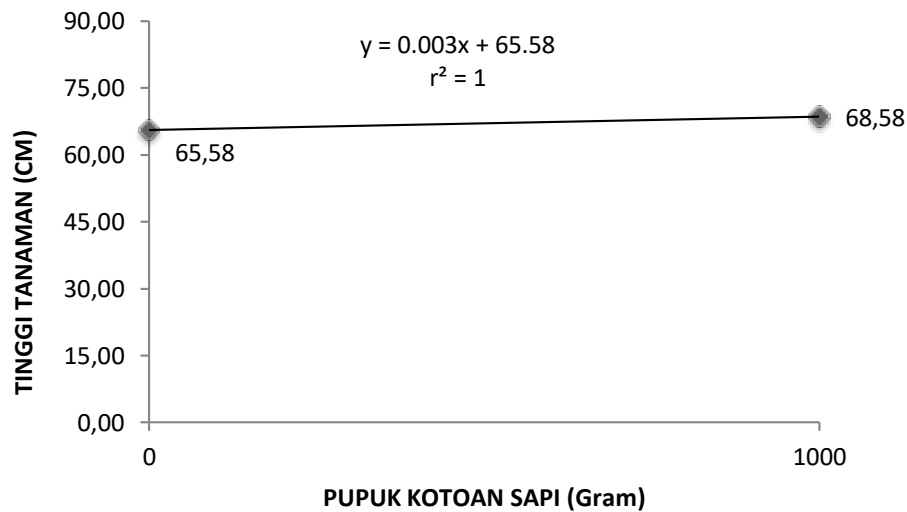 90,00
75,00
60,00
45,00
30,00
15,00
0,00
TINGGI TANAMAN (CM)
y = 0.003x + 65.58
r² = 1
65,58
68,58
0
1000
PUPUK KOTOAN SAPI (Gram)